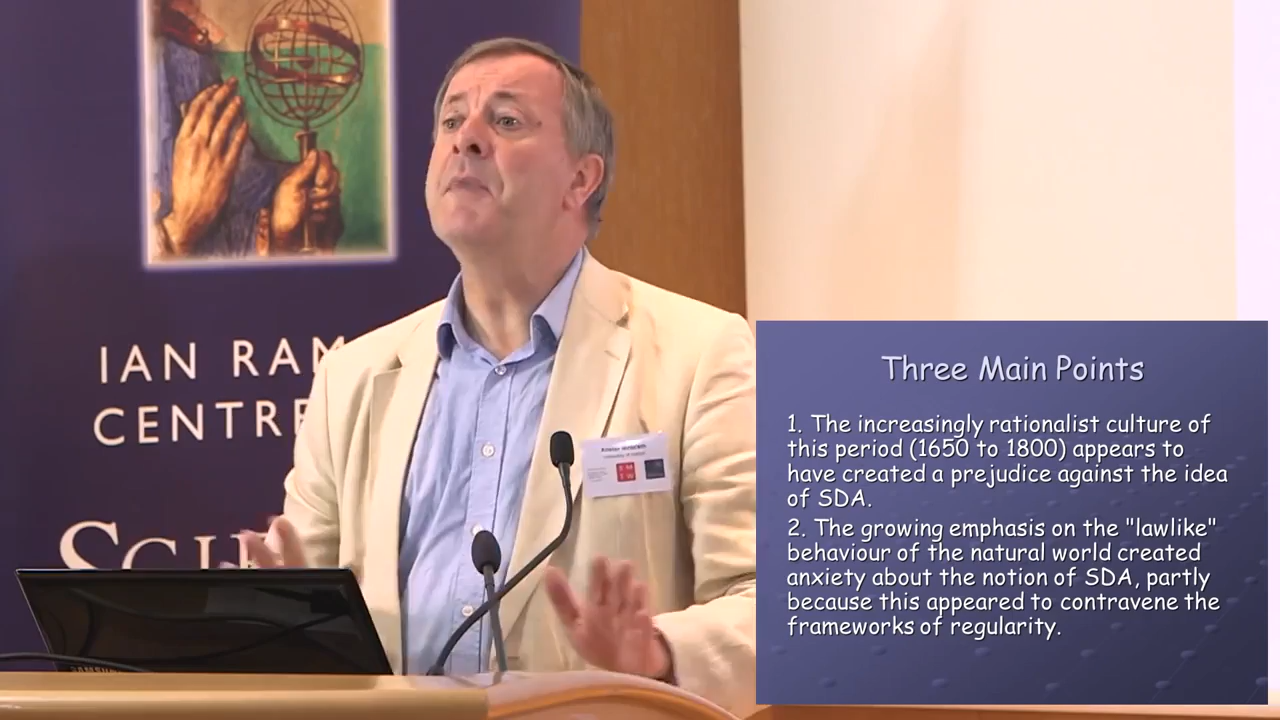 IAN RAM
CENTRE
SCIE
SAMSUNG
Three Main Points
1. The increasingly rationalist culture of
this period (1650 to 1800) appears to
have created a prejudice against the idea
of SDA.
2. The growing emphasis on the "lawlike"
behaviour of the natural world created
anxiety about the notion of SDA, partly
because this appeared to contravene the
frameworks of regularity.